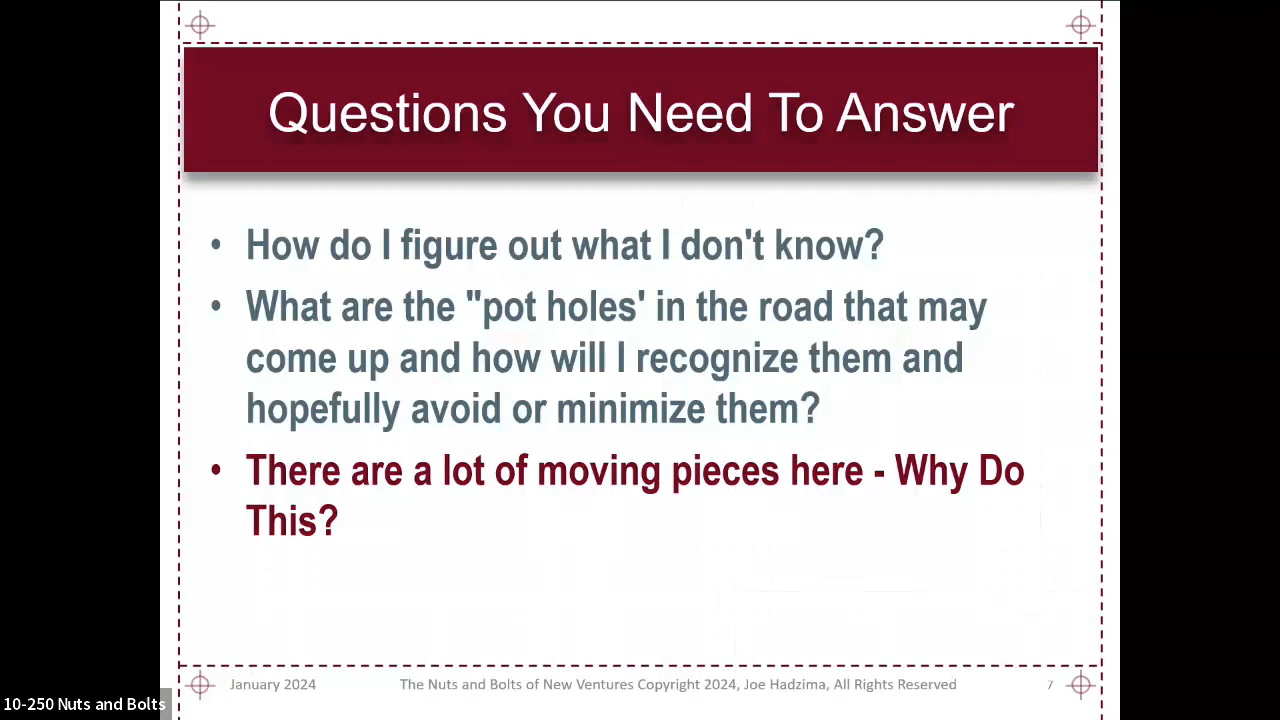 Questions You Need To Answer
• How do I figure out what I don't know?
• What are the "pot holes' in the road that may
come up and how will I recognize them and
hopefully avoid or minimize them?
• There are a lot of moving pieces here - Why Do
This?
January 2024 The Nuts and Bolts of New Ventures Copyright 2024, Joe Hadzima, All Rights Reserved 7
10-250 Nuts and Bolts